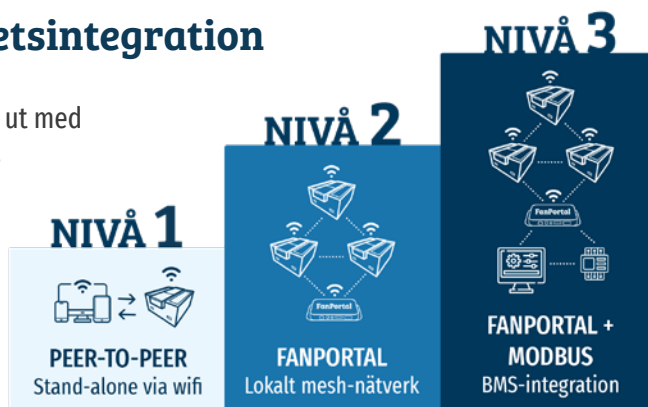 etsintegration
ut med
NIVÅ 1
PEER-TO-PEER
Stand-alone via wifi
NIVÅ 2
FanPortal
FANPORTAL
Lokalt mesh-nätverk
NIVÅ 3
FanPortal
FANPORTAL +
MODBUS
BMS-integration